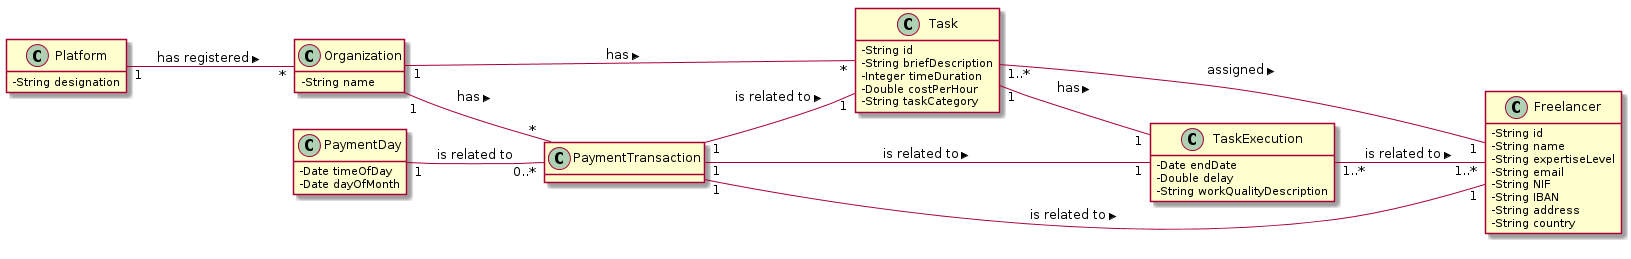 C Platform
-String designation
1
has registered ▶
*
C Organization
-String name
1
has ▶
*
1
has ▶
*
C PaymentDay
-Date timeOfDay
-Date dayOfMonth
1
is related to
0..*
C PaymentTransaction
1
is related to ▶
1
1
is related to ▶
1
1
is related to ▶
1
C Task
-String id
-String briefDescription
-Integer timeDuration
-Double costPerHour
-String taskCategory
1..*
assigned ▶
1
1
has ▶
1
C TaskExecution
-Date endDate
-Double delay
-String workQualityDescription
1..*
is related to ▶
1..*
C Freelancer
-String id
-String name
-String expertiseLevel
-String email
-String NIF
-String IBAN
-String address
-String country